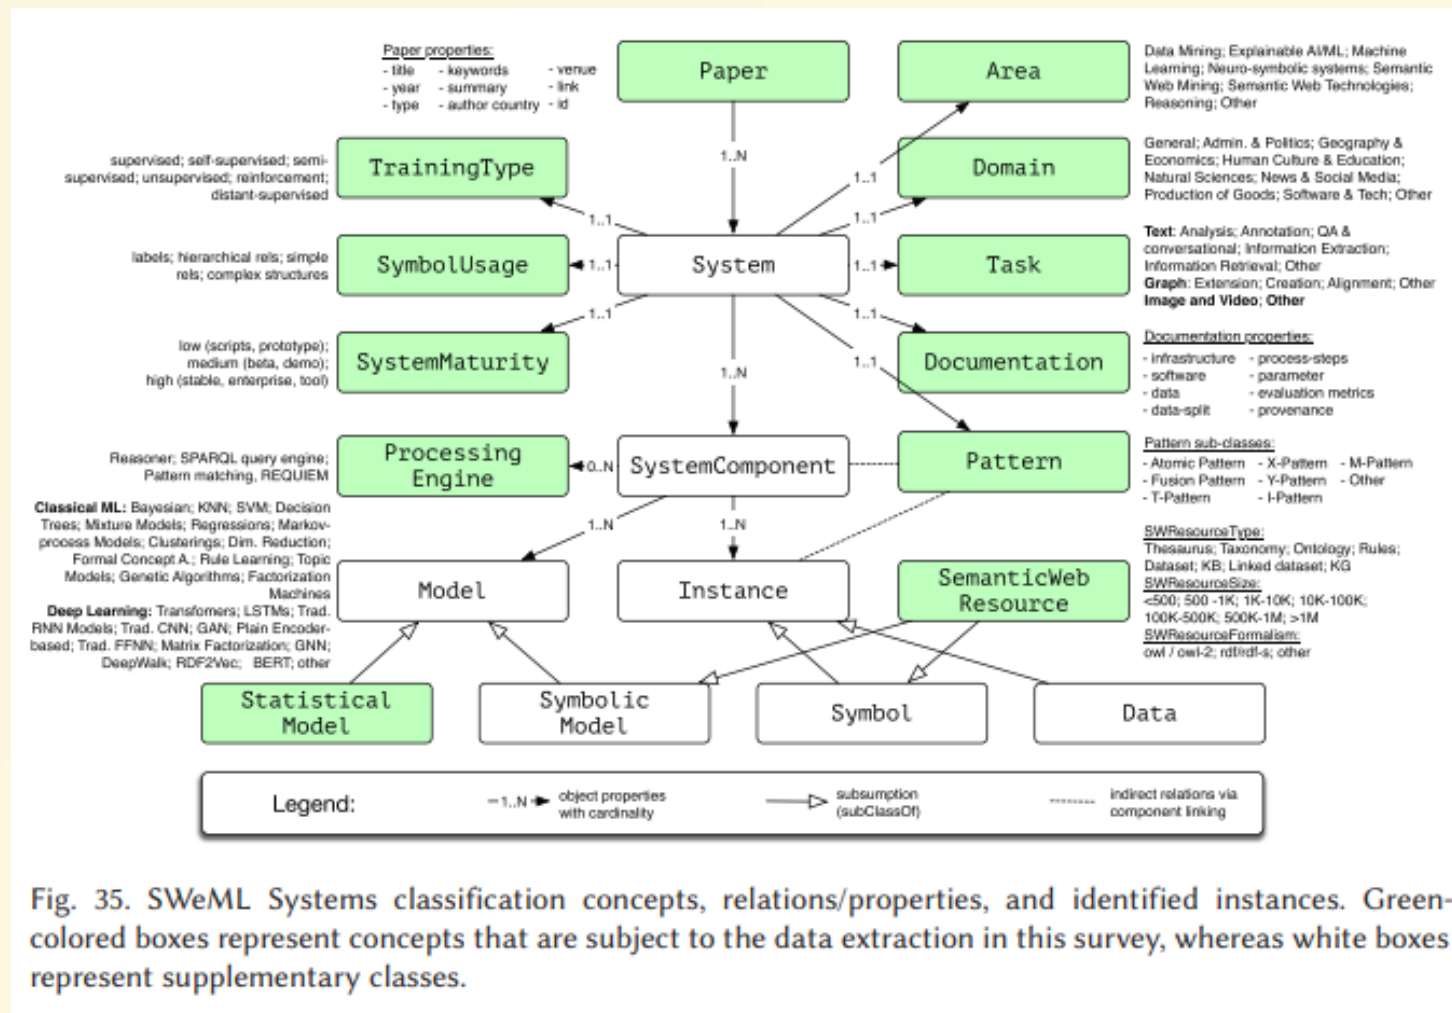 Paper properties:
- title - keywords - venue
- year - summary - link
- type - author country - id
Paper
Area
Data Mining; Explainable AI/ML; Machine
Learning; Neuro-symbolic systems; Semantic
Web Mining; Semantic Web Technologies;
Reasoning; Other
1..N
supervised; self-supervised; semi-
supervised; unsupervised; reinforcement;
distant-supervised
TrainingType
1..1
Domain
General; Admin. & Politics; Geography &
Economics; Human Culture & Education;
Natural Sciences; News & Social Media;
Production of Goods; Software & Tech; Other
1..1
1..1
labels; hierarchical rels; simple
rels; complex structures
SymbolUsage
1..1
System
1..1
Task
Text: Analysis; Annotation; QA &
conversational; Information Extraction;
Information Retrieval; Other
Graph: Extension; Creation; Alignment; Other
Image and Video; Other
1..1
1..1
low (scripts, prototype);
medium (beta, demo);
high (stable, enterprise, tool)
SystemMaturity
1..N
1..1
Documentation
Documentation properties:
- infrastructure - process-steps
- software - parameter
- data - evaluation metrics
- data-split - provenance
Reasoner; SPARQL query engine;
Pattern matching, REQUIEM
Processing
Engine
0..N
SystemComponent
Pattern
Pattern sub-classes:
- Atomic Pattern - X-Pattern - M-Pattern
- Fusion Pattern - Y-Pattern - Other
- T-Pattern - I-Pattern
1..N
1..N
Classical ML: Bayesian; KNN; SVM; Decision
Trees; Mixture Models; Regressions; Markov-
process Models; Clusterings; Dim. Reduction;
Formal Concept A.; Rule Learning; Topic
Models; Genetic Algorithms; Factorization
Machines
Deep Learning: Transfomers; LSTMs; Trad.
RNN Models; Trad. CNN; GAN; Plain Encoder-
based; Trad. FFNN; Matrix Factorization; GNN;
DeepWalk; RDF2Vec; BERT; other
Model
Instance
SemanticWeb
Resource
SWResourceType:
Thesaurus; Taxonomy; Ontology; Rules;
Dataset; KB; Linked dataset; KG
SWResourceSize:
<500; 500 -1K; 1K-10K; 10K-100K;
100K-500K; 500K-1M; >1M
SWResourceFormalism:
owl / owl-2; rdf/rdf-s; other
Statistical
Model
Symbolic
Model
Symbol
Data
Legend:
1..N
object properties
with cardinality
subsumption
(subClassOf)
indirect relations via
component linking
Fig. 35. SWeML Systems classification concepts, relations/properties, and identified instances. Green-
colored boxes represent concepts that are subject to the data extraction in this survey, whereas white boxes
represent supplementary classes.